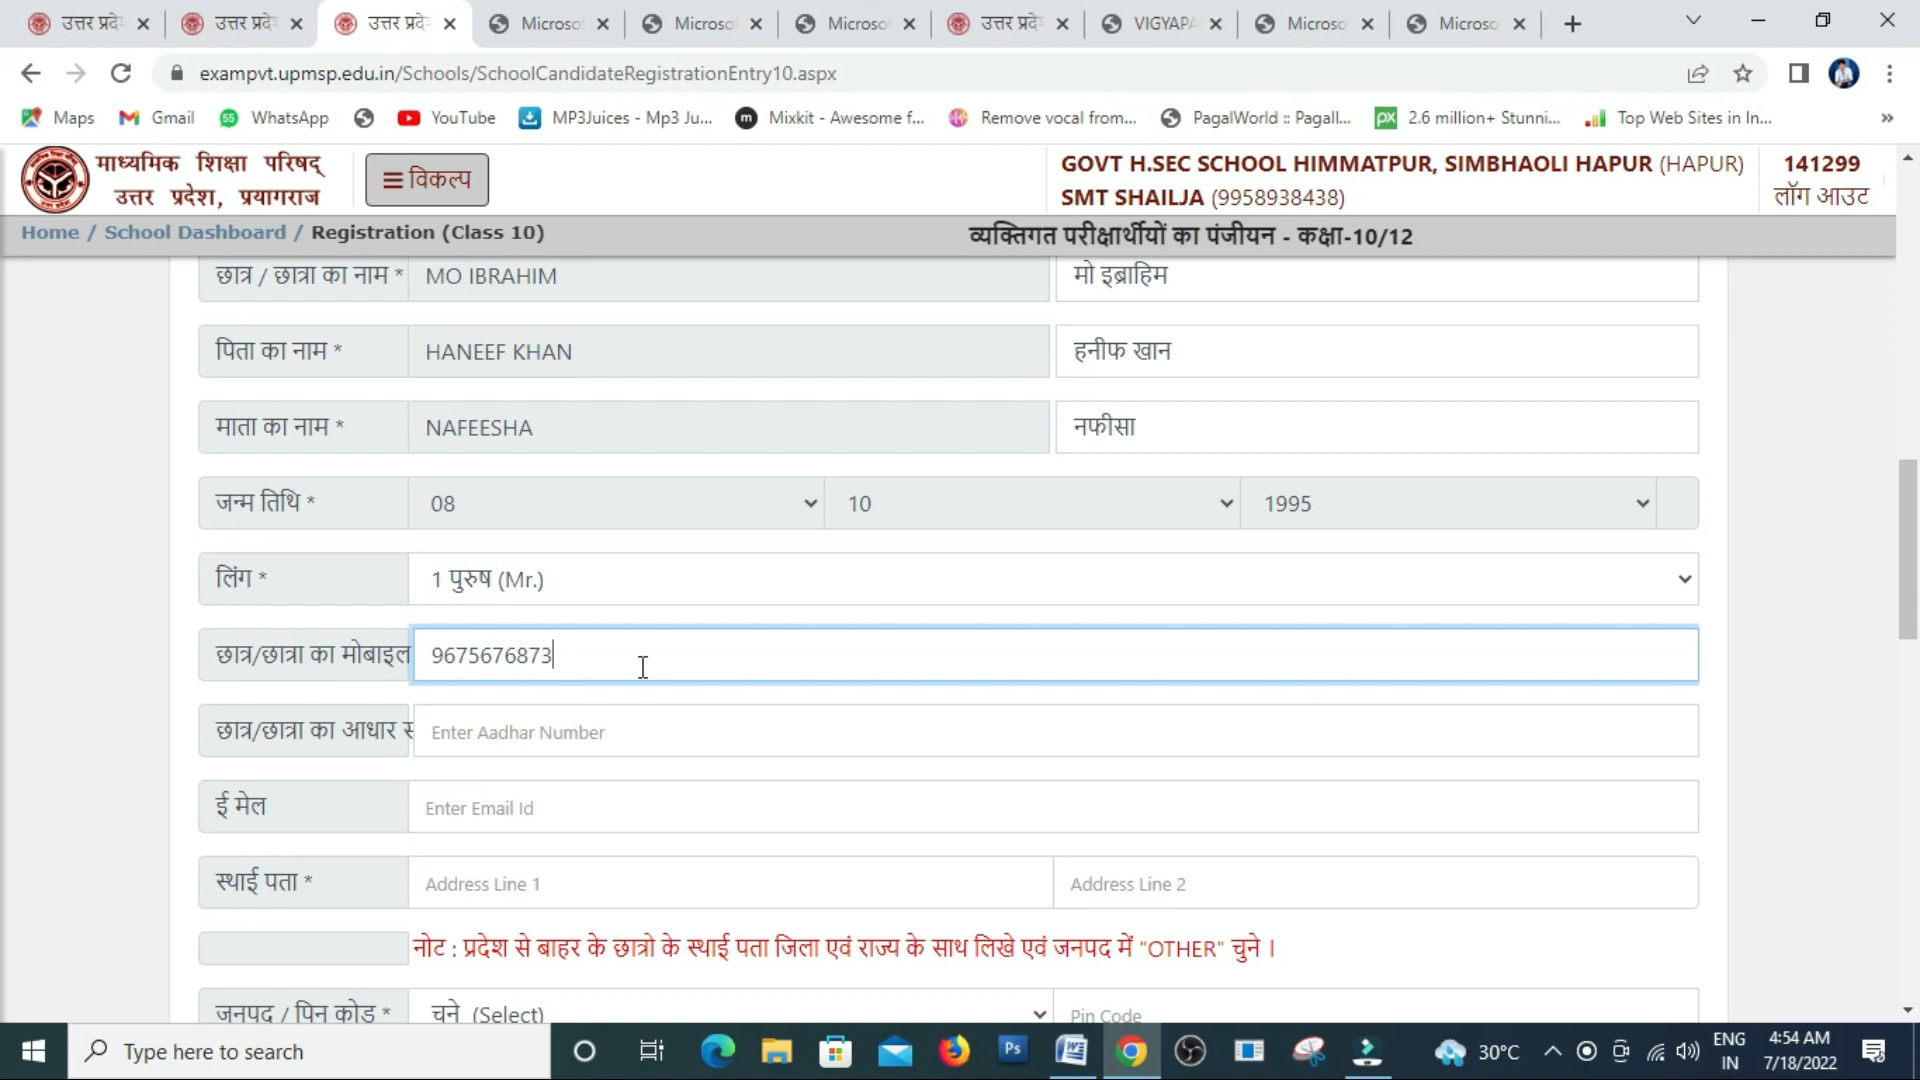 उत्तर प्रदे
उत्तर प्रदे
उत्तर प्रदे
Microso
Microso
Microso
उत्तर प्रदे
VIGYAPA
Microso
Microso
exampvt.upmsp.edu.in/Schools/SchoolCandidateRegistrationEntry10.aspx
Maps
Gmail
55
WhatsApp
YouTube
MP3Juices - Mp3 Ju...
m
Mixkit - Awesome f...
Remove vocal from...
PagalWorld :: Pagall...
px
2.6 million+ Stunni...
Top Web Sites in In...
»
माध्यमिक शिक्षा परिषद्
उत्तर प्रदेश, प्रयागराज
विकल्प
GOVT H.SEC SCHOOL HIMMATPUR, SIMBHAOLI HAPUR (HAPUR)
SMT SHAILJA (9958938438)
141299
लॉग आउट
Home / School Dashboard / Registration (Class 10)
व्यक्तिगत परीक्षार्थीयों का पंजीयन - कक्षा-10/12
छात्र / छात्रा का नाम * MO IBRAHIM मो इब्राहिम
पिता का नाम * HANEEF KHAN हनीफ खान
माता का नाम * NAFEESHA नफीसा
जन्म तिथि * 08 10 1995
लिंग * 1 पुरुष (Mr.)
छात्र/छात्रा का मोबाइल 9675676873
छात्र/छात्रा का आधार स Enter Aadhar Number
ई मेल Enter Email Id
स्थाई पता * Address Line 1 Address Line 2
नोट : प्रदेश से बाहर के छात्रो के स्थाई पता जिला एवं राज्य के साथ लिखे एवं जनपद में "OTHER" चुने ।
जनपद / पिन कोड * चुने (Select) Pin Code
Type here to search
Ps
30°C
ENG
IN
4:54 AM
7/18/2022